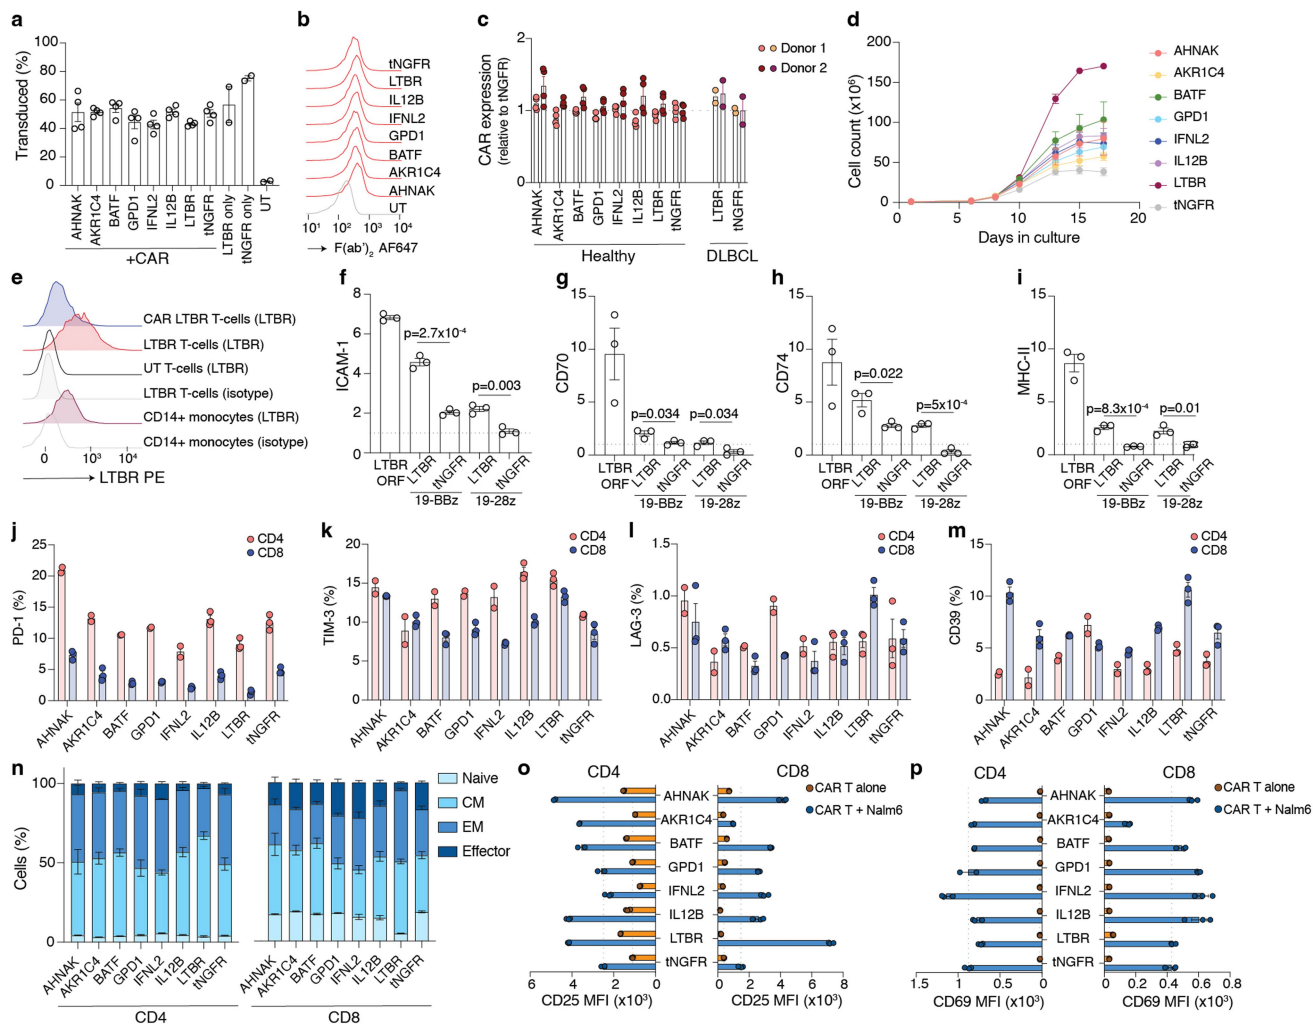 a
Transduced (%)
100
80
60
40
20
0
AHNAK
AKR1C4
BATF
GPD1
IFNL2
IL12B
LTBR
tNGFR
LTBR only
tNGFR only
UT
+CAR
b
tNGFR
LTBR
IL12B
IFNL2
GPD1
BATF
AKR1C4
AHNAK
UT
10¹ 10² 10³ 10⁴
F(ab')₂ AF647
c
CAR expression
(relative to tNGFR)
2
1
0
Donor 1
Donor 2
AHNAK
AKR1C4
BATF
GPD1
IFNL2
IL12B
LTBR
tNGFR
LTBR
tNGFR
Healthy
DLBCL
d
Cell count (x10⁶)
200
150
100
50
0
0 5 10 15 20
Days in culture
AHNAK
AKR1C4
BATF
GPD1
IFNL2
IL12B
LTBR
tNGFR
e
CAR LTBR T-cells (LTBR)
LTBR T-cells (LTBR)
UT T-cells (LTBR)
LTBR T-cells (isotype)
CD14+ monocytes (LTBR)
CD14+ monocytes (isotype)
0 10³ 10⁴
LTBR PE
f
ICAM-1
8
6
4
2
0
p=2.7x10⁻⁴
p=0.003
LTBR
ORF
LTBR
tNGFR
LTBR
tNGFR
19-BBz
19-28z
g
CD70
15
10
5
0
p=0.034
p=0.034
LTBR
ORF
LTBR
tNGFR
LTBR
tNGFR
19-BBz
19-28z
h
CD74
15
10
5
0
p=0.022
p=5x10⁻⁴
LTBR
ORF
LTBR
tNGFR
LTBR
tNGFR
19-BBz
19-28z
i
MHC-II
15
10
5
0
p=8.3x10⁻⁴
p=0.01
LTBR
ORF
LTBR
tNGFR
LTBR
tNGFR
19-BBz
19-28z
j
PD-1 (%)
25
20
15
10
5
0
CD4
CD8
AHNAK
AKR1C4
BATF
GPD1
IFNL2
IL12B
LTBR
tNGFR
k
TIM-3 (%)
20
15
10
5
0
CD4
CD8
AHNAK
AKR1C4
BATF
GPD1
IFNL2
IL12B
LTBR
tNGFR
l
LAG-3 (%)
1.5
1.0
0.5
0.0
CD4
CD8
AHNAK
AKR1C4
BATF
GPD1
IFNL2
IL12B
LTBR
tNGFR
m
CD39 (%)
15
10
5
0
CD4
CD8
AHNAK
AKR1C4
BATF
GPD1
IFNL2
IL12B
LTBR
tNGFR
n
Cells (%)
100
50
0
AHNAK
AKR1C4
BATF
GPD1
IFNL2
IL12B
LTBR
tNGFR
CD4
AHNAK
AKR1C4
BATF
GPD1
IFNL2
IL12B
LTBR
tNGFR
CD8
Naive
CM
EM
Effector
o
CD4
CD8
CAR T alone
CAR T + Nalm6
AHNAK
AKR1C4
BATF
GPD1
IFNL2
IL12B
LTBR
tNGFR
6 4 2 0
CD25 MFI (x10³)
0 2 4 6 8
CD25 MFI (x10³)
p
CD4
CD8
CAR T alone
CAR T + Nalm6
AHNAK
AKR1C4
BATF
GPD1
IFNL2
IL12B
LTBR
tNGFR
1.5 1 0.5 0
CD69 MFI (x10³)
0 0.2 0.4 0.6 0.8
CD69 MFI (x10³)